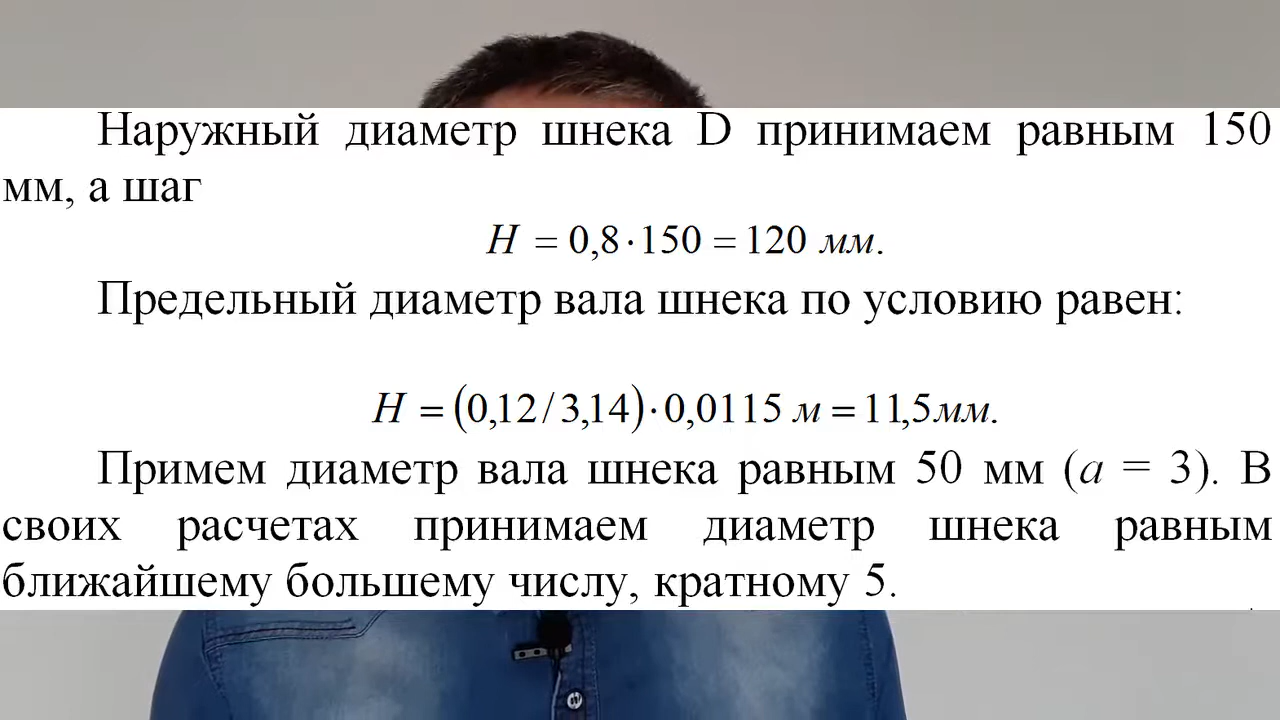 Наружный диаметр шнека D принимаем равным 150
мм, а шаг
H = 0,8·150 = 120 мм.
Предельный диаметр вала шнека по условию равен:
H = (0,12/3,14)·0,0115 м = 11,5мм.
Примем диаметр вала шнека равным 50 мм (a = 3). В
своих расчетах принимаем диаметр шнека равным
ближайшему большему числу, кратному 5.